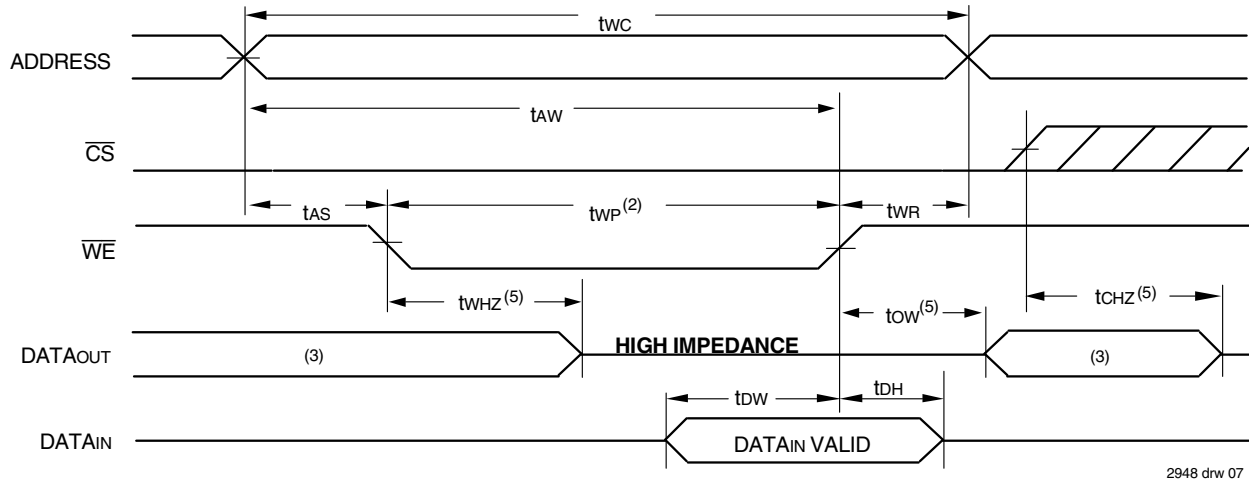 tWC
ADDRESS
tAW
CS
tAS
tWP(2)
tWR
WE
tWHZ(5)
tOW(5)
tCHZ(5)
DATAOUT
(3)
HIGH IMPEDANCE
(3)
tDW
tDH
DATAIN
DATAIN VALID
2948 drw 07